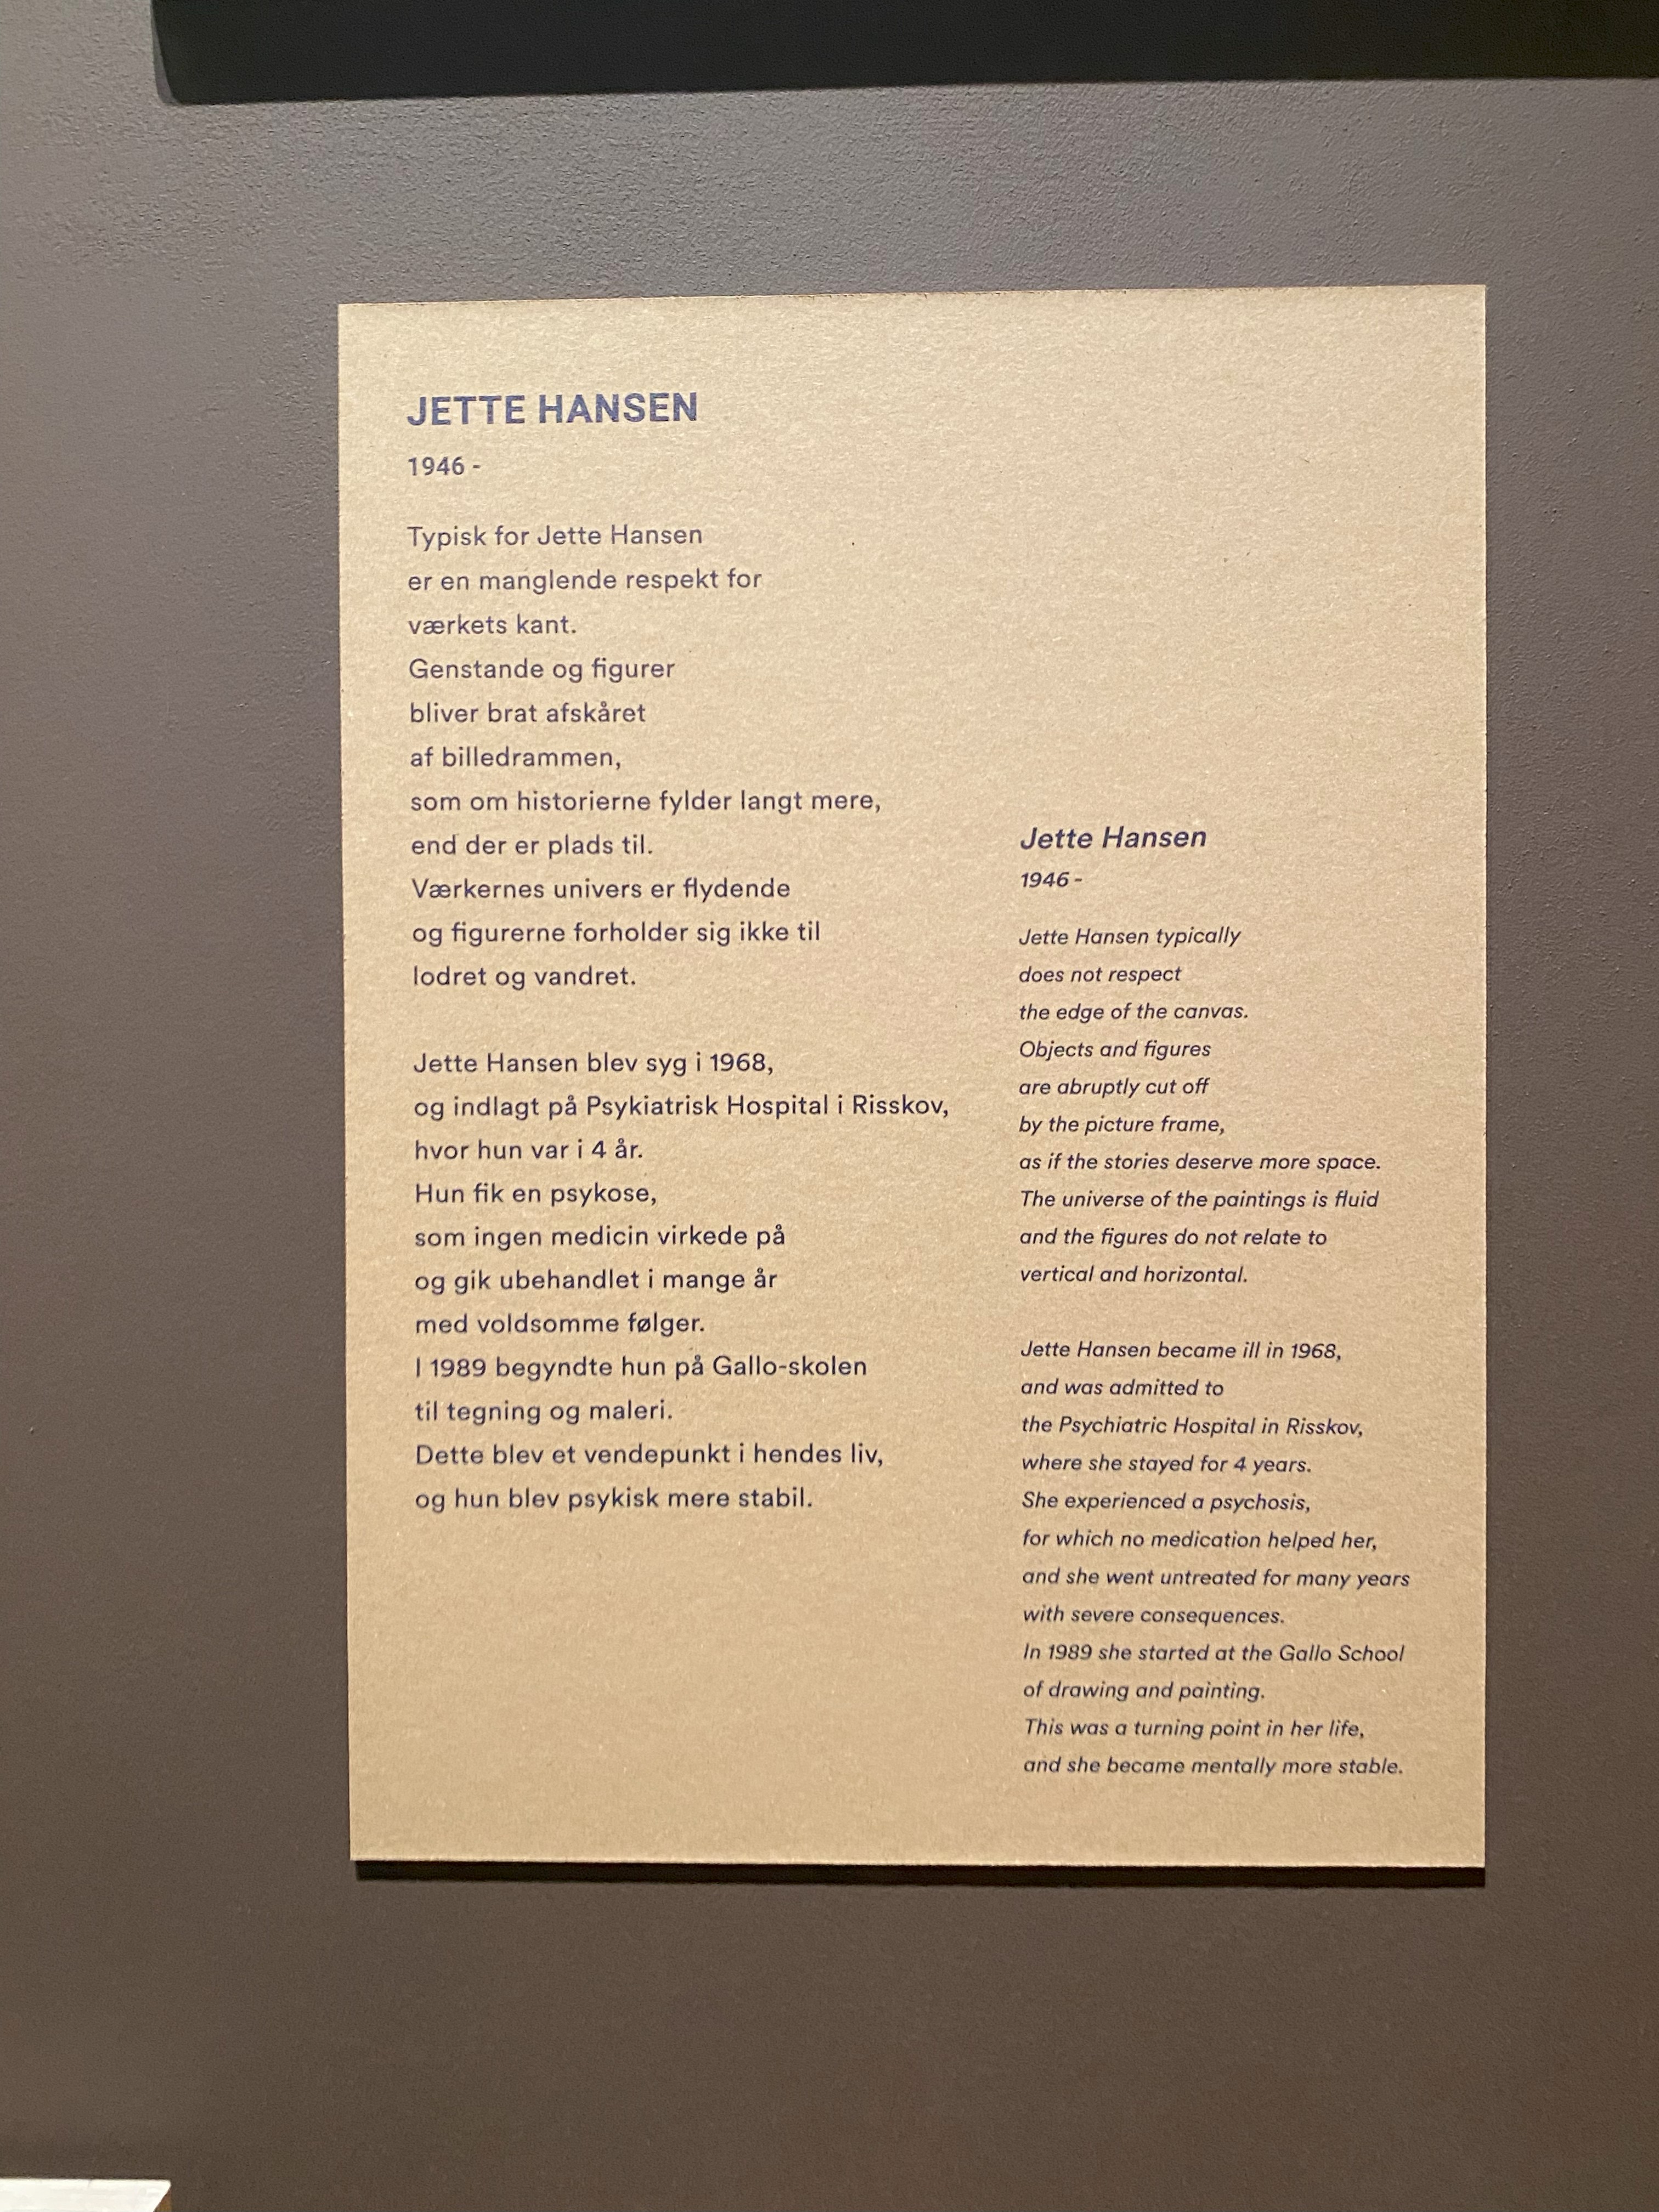 JETTE HANSEN
1946 -
Typisk for Jette Hansen
er en manglende respekt for
værkets kant.
Genstande og figurer
bliver brat afskåret
af billedrammen,
som om historierne fylder langt mere,
end der er plads til.
Værkernes univers er flydende
og figurerne forholder sig ikke til
lodret og vandret.
Jette Hansen blev syg i 1968,
og indlagt på Psykiatrisk Hospital i Risskov,
hvor hun var i 4 år.
Hun fik en psykose,
som ingen medicin virkede på
og gik ubehandlet i mange år
med voldsomme følger.
I 1989 begyndte hun på Gallo-skolen
til tegning og maleri.
Dette blev et vendepunkt i hendes liv,
og hun blev psykisk mere stabil.
Jette Hansen
1946 -
Jette Hansen typically
does not respect
the edge of the canvas.
Objects and figures
are abruptly cut off
by the picture frame,
as if the stories deserve more space.
The universe of the paintings is fluid
and the figures do not relate to
vertical and horizontal.
Jette Hansen became ill in 1968,
and was admitted to
the Psychiatric Hospital in Risskov,
where she stayed for 4 years.
She experienced a psychosis,
for which no medication helped her,
and she went untreated for many years
with severe consequences.
In 1989 she started at the Gallo School
of drawing and painting.
This was a turning point in her life,
and she became mentally more stable.